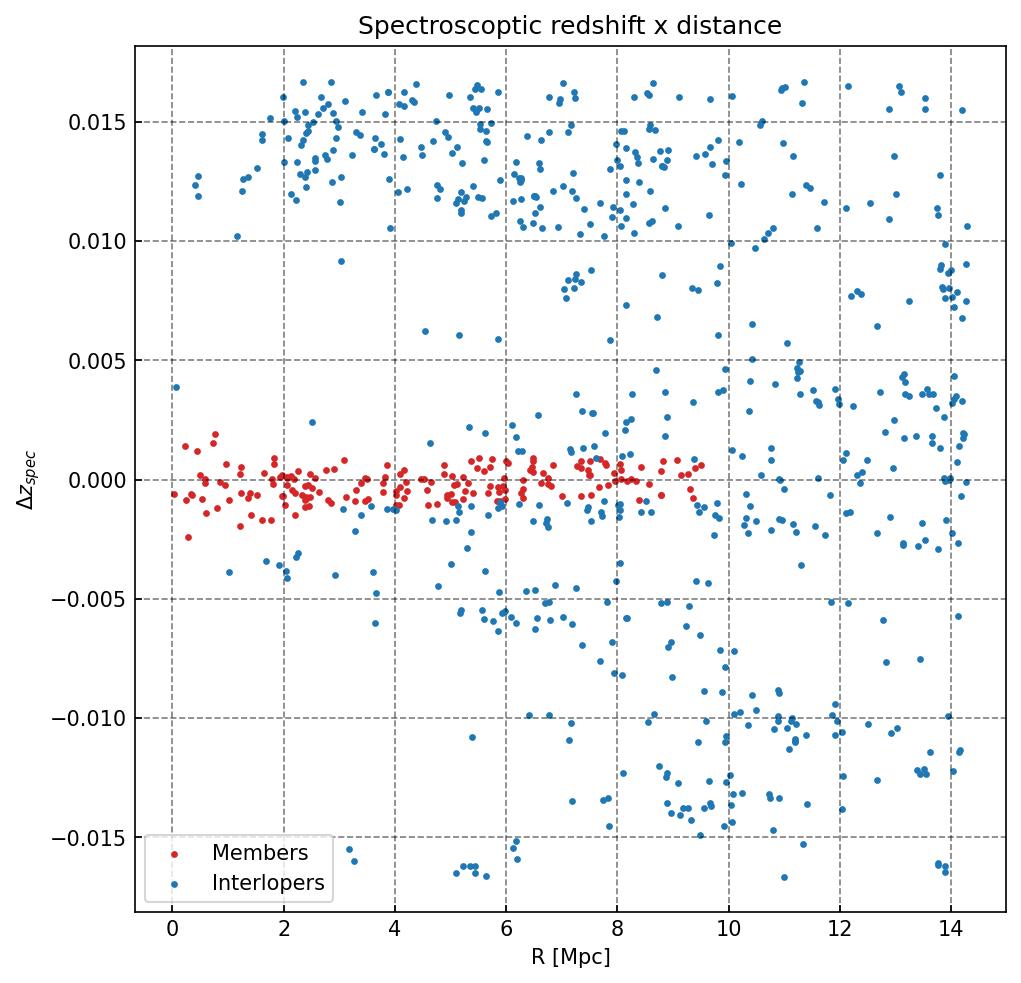 Spectroscoptic redshift x distance
0.015
0.010
0.005
0.000
−0.005
−0.010
−0.015
Δz_spec
Members
Interlopers
0 2 4 6 8 10 12 14
R [Mpc]